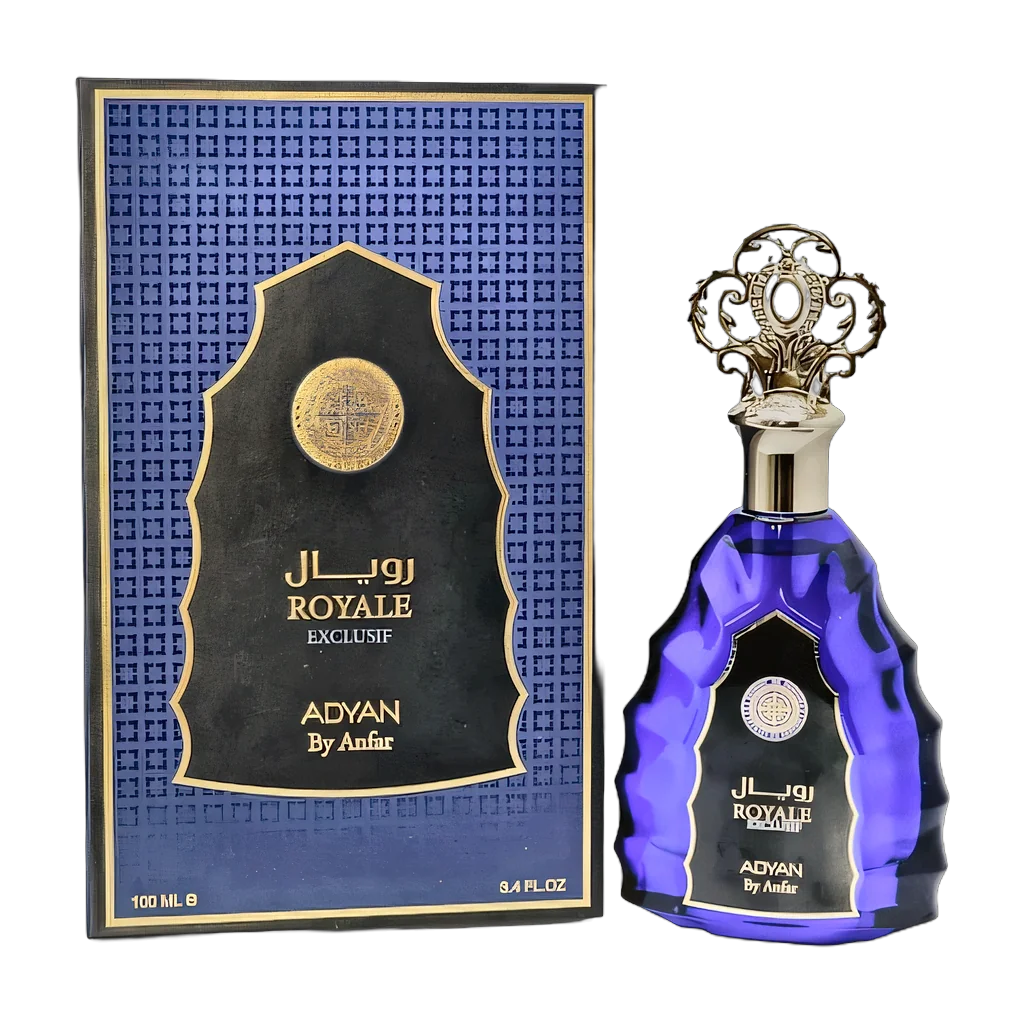 رويال
ROYALE
EXCLUSIF
ADYAN
By Anfar
100 ML e
3.4 FL.OZ
رويال
ROYALE
ADYAN
By Anfar